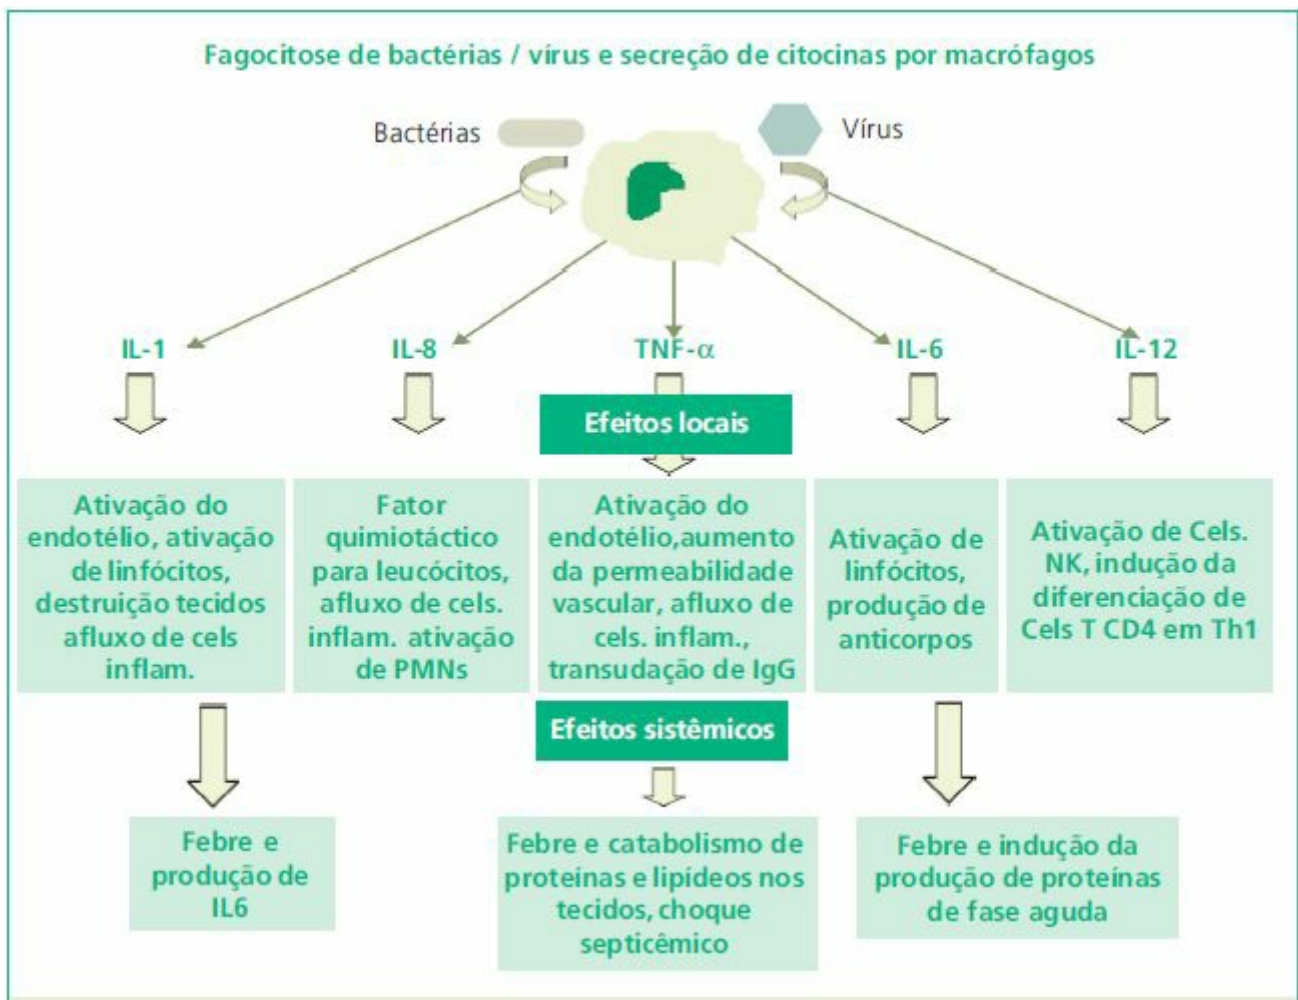 Fagocitose de bactérias / vírus e secreção de citocinas por macrófagos
Bactérias
Vírus
IL-1
IL-8
TNF-α
IL-6
IL-12
Efeitos locais
Ativação do
endotélio, ativação
de linfócitos,
destruição tecidos
afluxo de cels
inflam.
Fator
quimiotáctico
para leucócitos,
afluxo de cels.
inflam. ativação
de PMNs
Ativação do
endotélio,aumento
da permeabilidade
vascular, afluxo de
cels. inflam.,
transudação de IgG
Ativação de
linfócitos,
produção de
anticorpos
Ativação de Cels.
NK, indução da
diferenciação de
Cels T CD4 em Th1
Efeitos sistêmicos
Febre e
produção de
IL6
Febre e catabolismo de
proteínas e lipídeos nos
tecidos, choque
septicêmico
Febre e indução da
produção de proteínas
de fase aguda